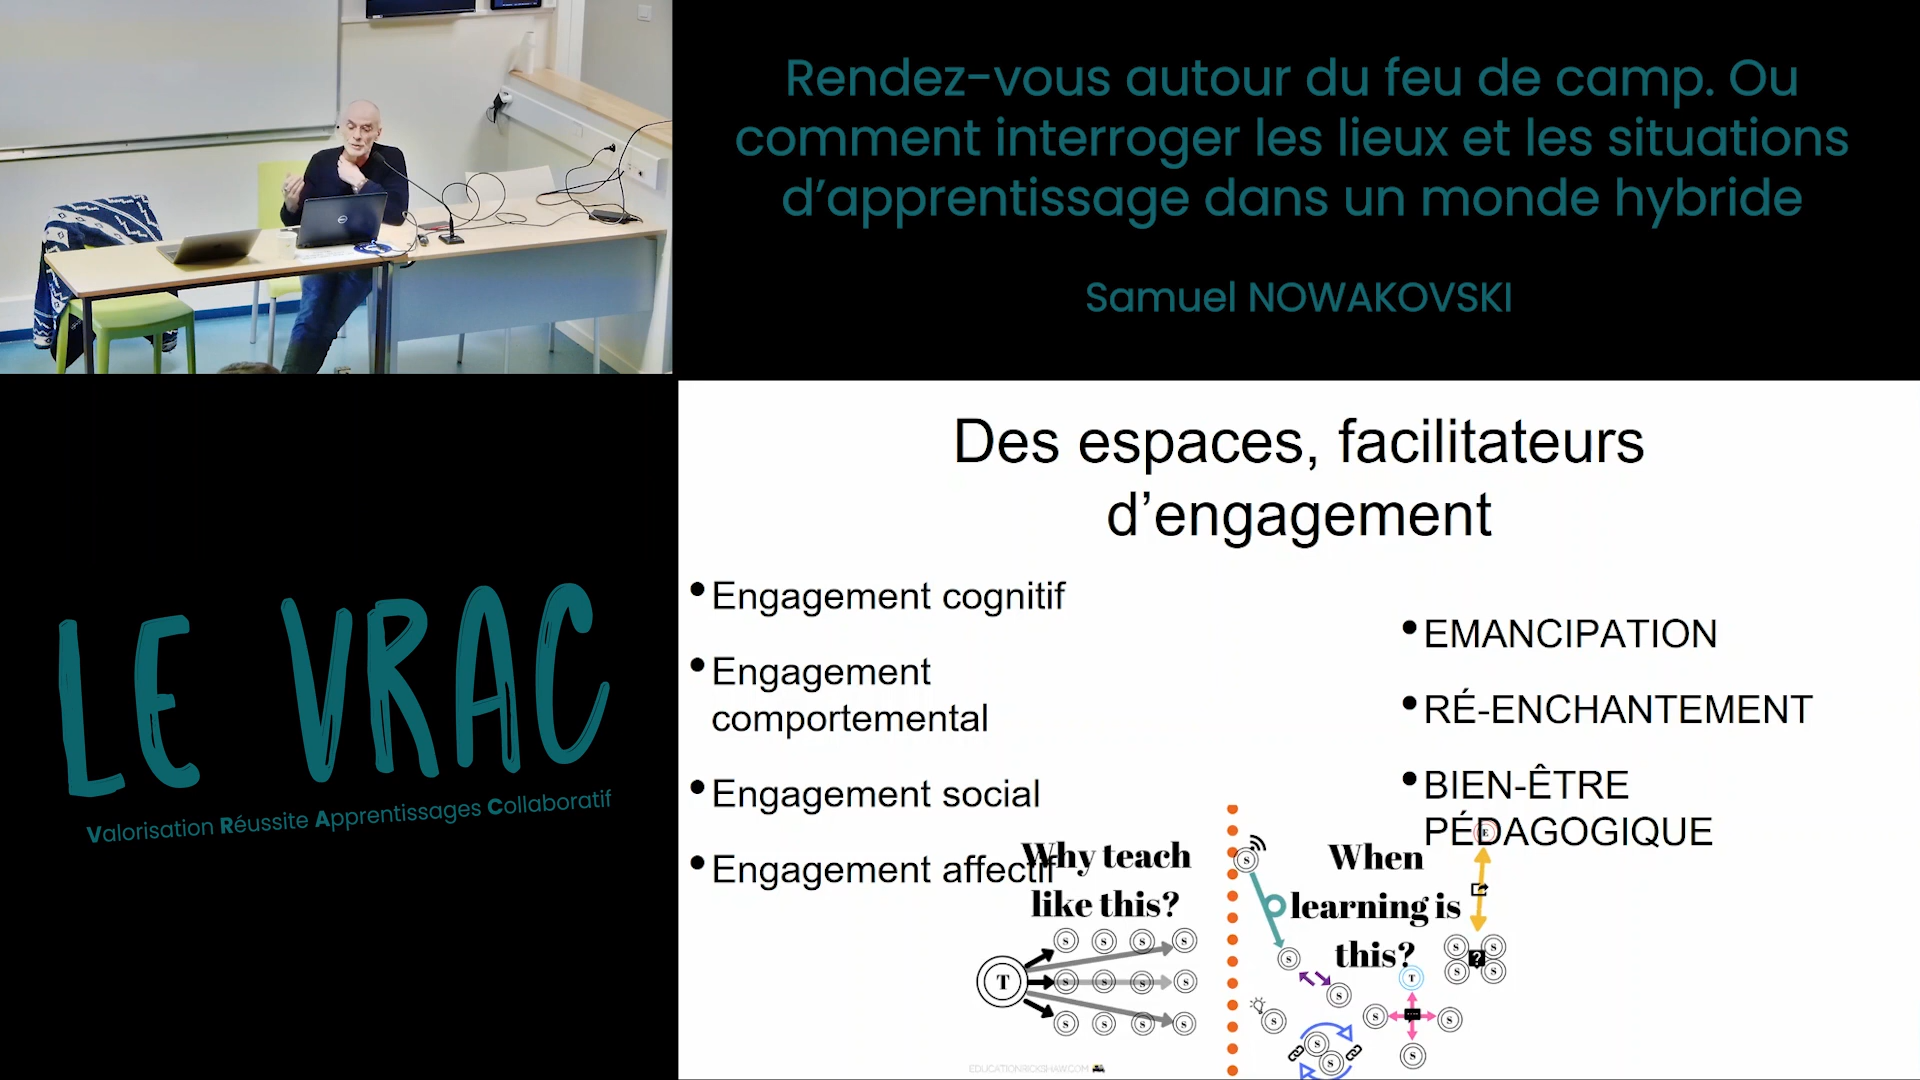 Rendez-vous autour du feu de camp. Ou
comment interroger les lieux et les situations
d'apprentissage dans un monde hybride
Samuel NOWAKOVSKI
LE VRAC
Valorisation Réussite Apprentissages Collaboratif
Des espaces, facilitateurs
d'engagement
• Engagement cognitif
• Engagement
comportemental
• Engagement social
• Engagement affectif
• EMANCIPATION
• RÉ-ENCHANTEMENT
• BIEN-ÊTRE
PÉDAGOGIQUE
Why teach
like this?
T
S S S S
S S S S
S S S S
When
learning is
this?
E
S
S
S
S
S S
S S
?
T
S S
S
S
S
EDUCATIONRICKSHAW.COM